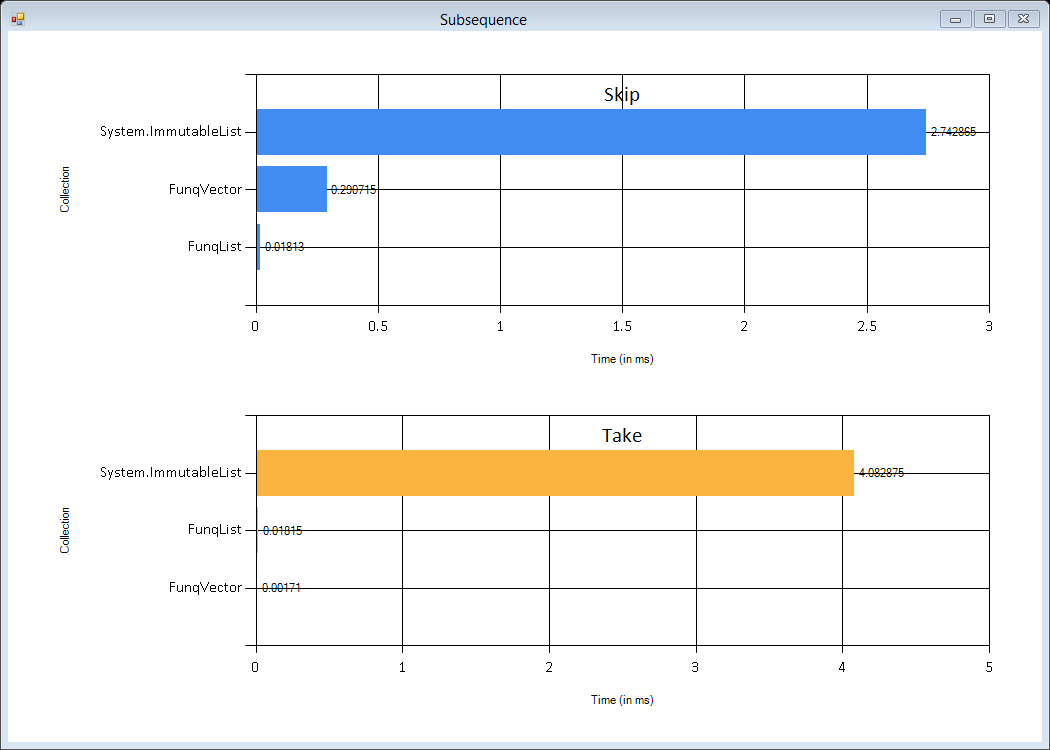 Subsequence
Skip
System.ImmutableList 2.742865
FunqVector 0.290715
FunqList 0.01813
Collection
0 0.5 1 1.5 2 2.5 3
Time (in ms)
Take
System.ImmutableList 4.082875
FunqList 0.01815
FunqVector 0.00171
Collection
0 1 2 3 4 5
Time (in ms)